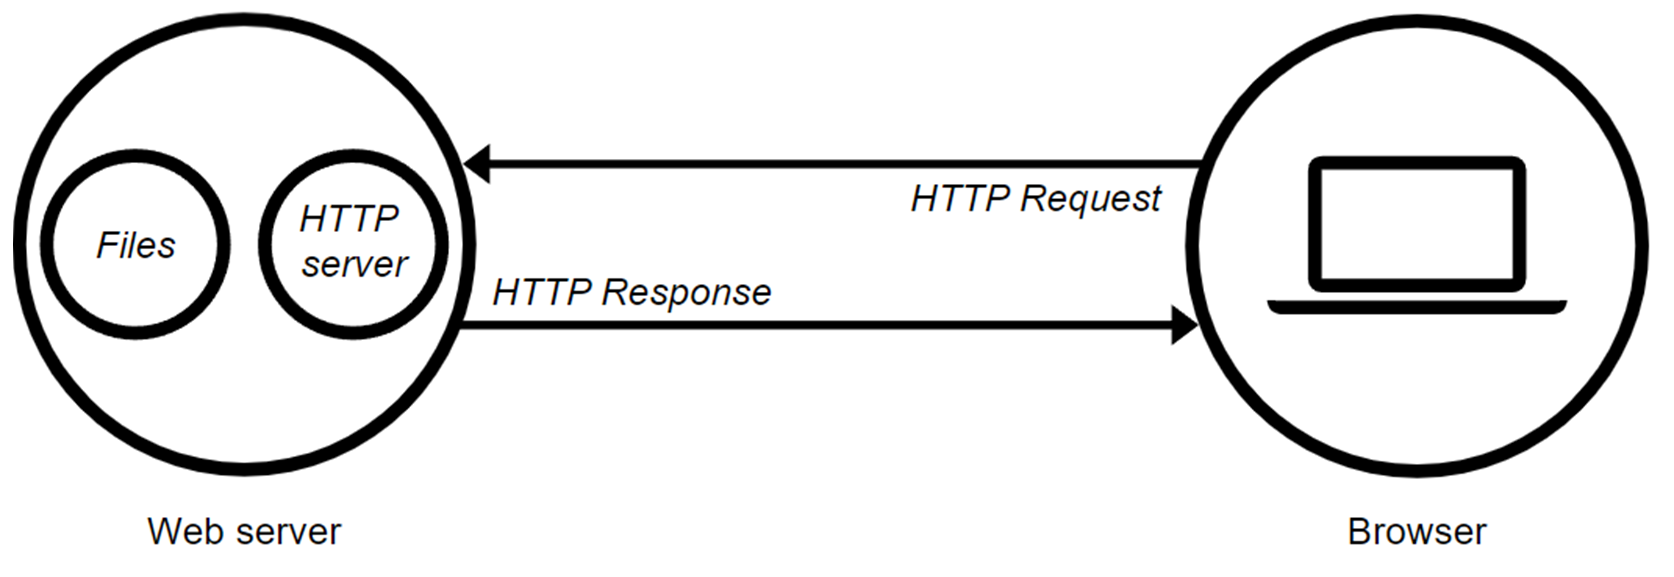 Files
HTTP
server
HTTP Request
HTTP Response
Web server
Browser